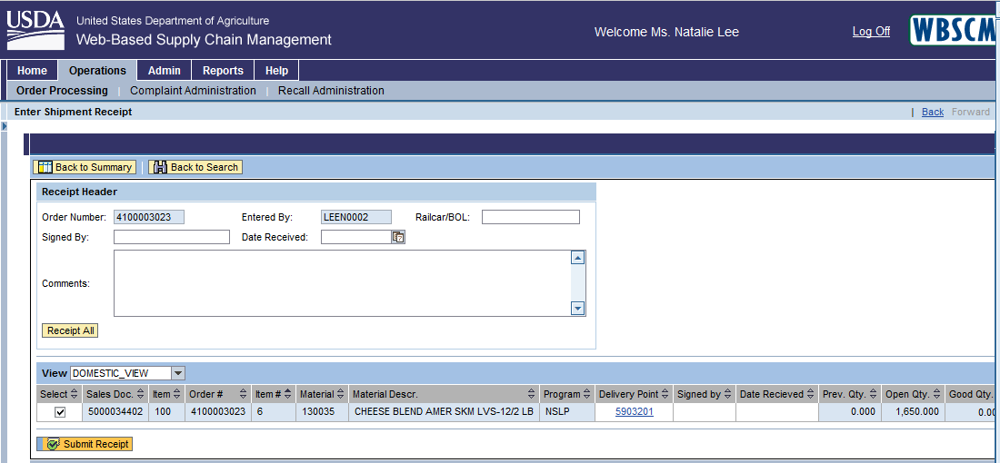 USDA United States Department of Agriculture
Web-Based Supply Chain Management
Welcome Ms. Natalie Lee
Log Off
WBSCM
Home Operations Admin Reports Help
Order Processing | Complaint Administration | Recall Administration
Enter Shipment Receipt
| Back Forward
Back to Summary | Back to Search
Receipt Header
Order Number: 4100003023 Entered By: LEEN0002 Railcar/BOL:
Signed By: Date Received:
Comments:
Receipt All
View DOMESTIC_VIEW
Select Sales Doc. Item Order # Item # Material Material Descr. Program Delivery Point Signed by Date Recieved Prev. Qty. Open Qty. Good Qty.
5000034402 100 4100003023 6 130035 CHEESE BLEND AMER SKM LVS-12/2 LB NSLP 5903201 0.000 1,650.000 0.00
Submit Receipt